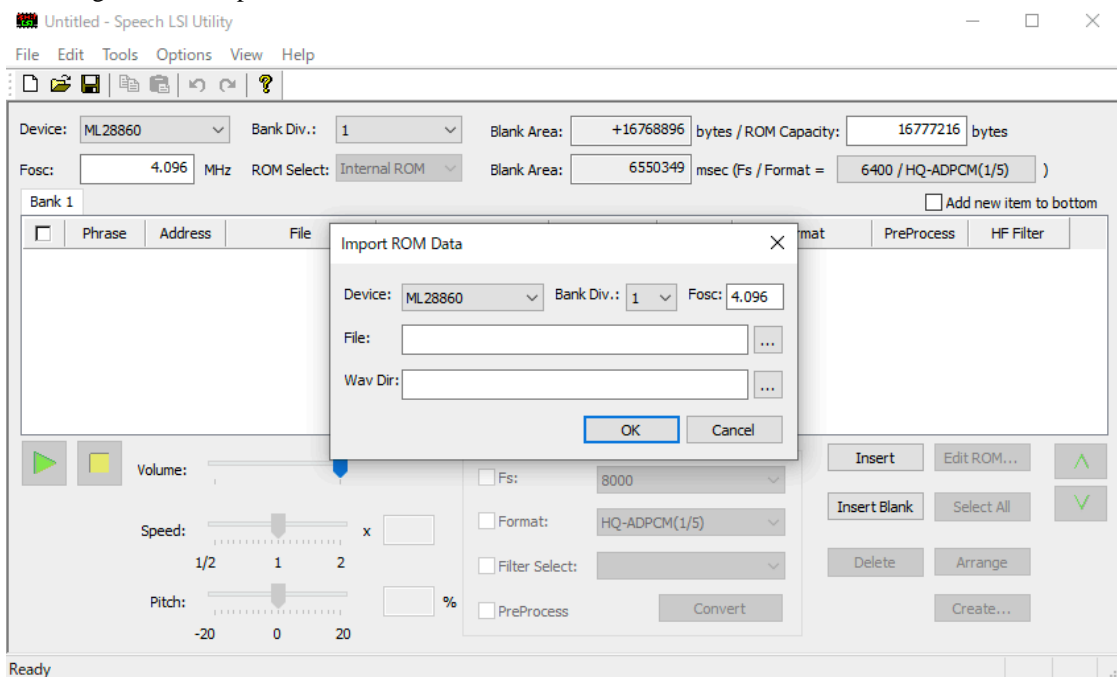 Untitled - Speech LSI Utility
File Edit Tools Options View Help
Device: ML28860 Bank Div.: 1 Blank Area: +16768896 bytes / ROM Capacity: 16777216 bytes
Fosc: 4.096 MHz ROM Select: Internal ROM Blank Area: 6550349 msec (Fs / Format = 6400 / HQ-ADPCM(1/5) )
Bank 1 Add new item to bottom
Phrase Address File mat PreProcess HF Filter
Import ROM Data
Device: ML28860 Bank Div.: 1 Fosc: 4.096
File: ...
Wav Dir: ...
OK Cancel
Volume: Fs: 8000 Insert Edit ROM...
Speed: x Format: HQ-ADPCM(1/5) Insert Blank Select All
1/2 1 2 Filter Select: Delete Arrange
Pitch: % PreProcess Convert Create...
-20 0 20
Ready